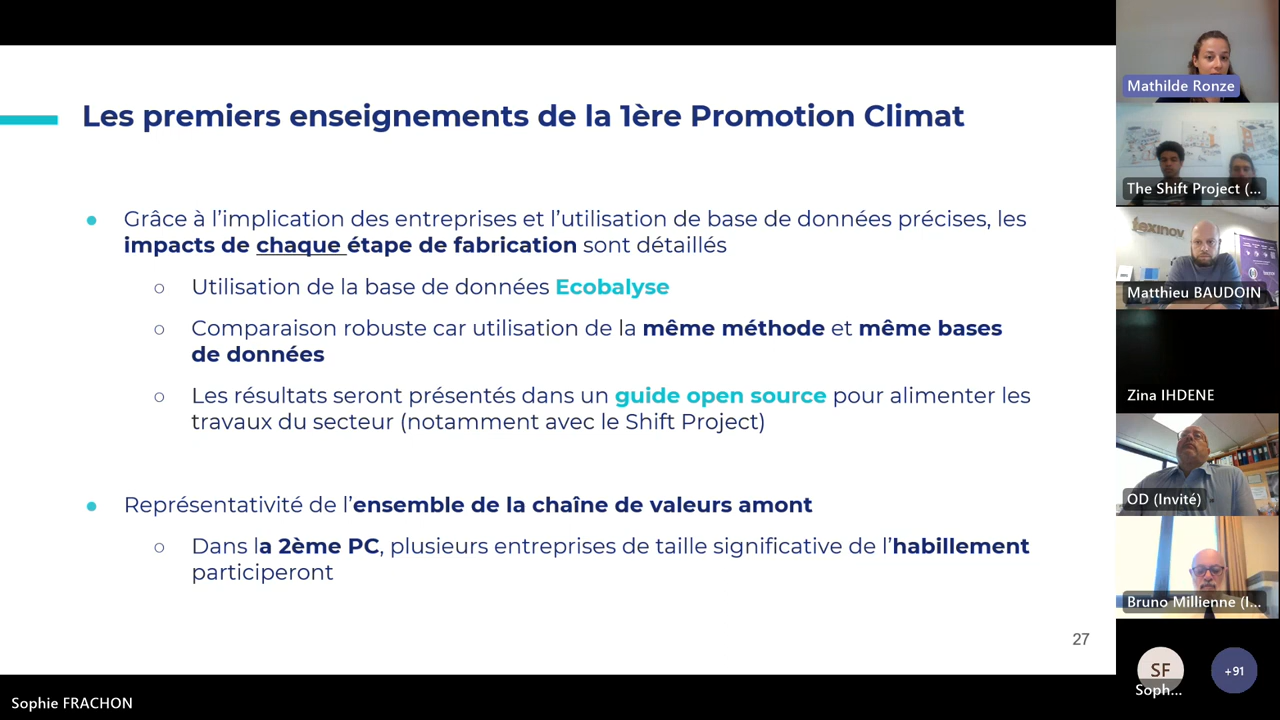 Les premiers enseignements de la 1ère Promotion Climat
Grâce à l'implication des entreprises et l'utilisation de base de données précises, les
impacts de chaque étape de fabrication sont détaillés
Utilisation de la base de données Ecobalyse
Comparaison robuste car utilisation de la même méthode et même bases
de données
Les résultats seront présentés dans un guide open source pour alimenter les
travaux du secteur (notamment avec le Shift Project)
Représentativité de l'ensemble de la chaîne de valeurs amont
Dans la 2ème PC, plusieurs entreprises de taille significative de l'habillement
participeront
27
Sophie FRACHON
Mathilde Ronze
The Shift Project (...
texinov
Matthieu BAUDOIN
Zina IHDENE
OD (Invité)
Bruno Millienne (I...
SF
Soph...
+91